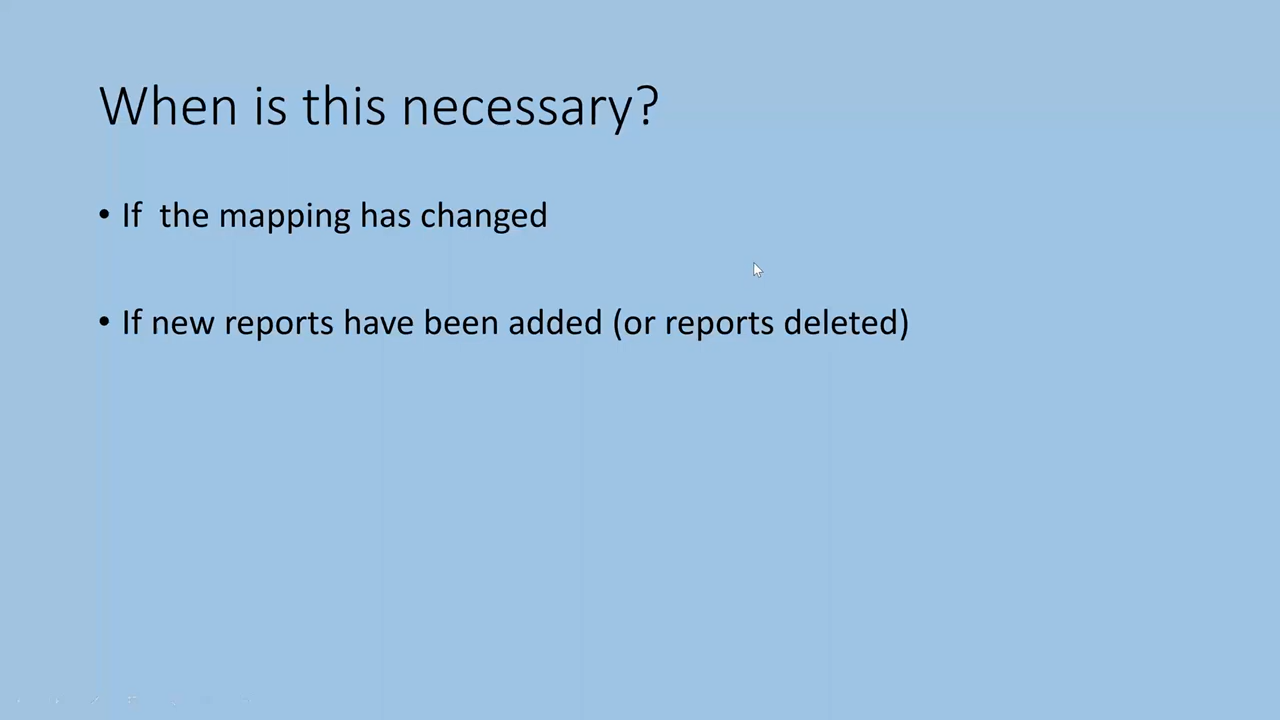 When is this necessary?
• If  the mapping has changed
• If new reports have been added (or reports deleted)